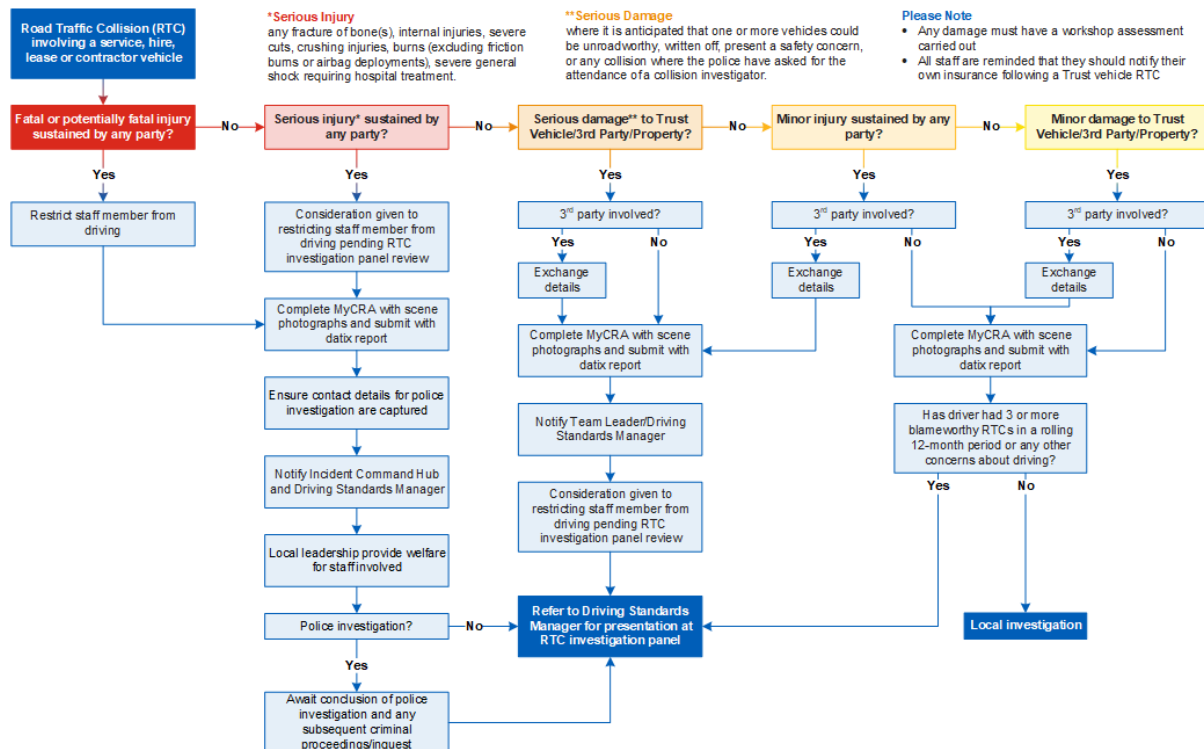 Road Traffic Collision (RTC)
involving a service, hire,
lease or contractor vehicle
*Serious Injury
any fracture of bone(s), internal injuries, severe
cuts, crushing injuries, burns (excluding friction
burns or airbag deployments), severe general
shock requiring hospital treatment.
**Serious Damage
where it is anticipated that one or more vehicles could
be unroadworthy, written off, present a safety concern,
or any collision where the police have asked for the
attendance of a collision investigator.
Please Note
• Any damage must have a workshop assessment
carried out
• All staff are reminded that they should notify their
own insurance following a Trust vehicle RTC
Fatal or potentially fatal injury
sustained by any party?
No
Serious injury* sustained by
any party?
No
Serious damage** to Trust
Vehicle/3rd Party/Property?
No
Minor injury sustained by any
party?
No
Minor damage to Trust
Vehicle/3rd Party/Property?
Yes
Restrict staff member from
driving
Yes
Consideration given to
restricting staff member from
driving pending RTC
investigation panel review
Complete MyCRA with scene
photographs and submit with
datix report
Ensure contact details for police
investigation are captured
Notify Incident Command Hub
and Driving Standards Manager
Local leadership provide welfare
for staff involved
Police investigation?
No
Yes
Await conclusion of police
investigation and any
subsequent criminal
proceedings/inquest
Yes
3rd party involved?
Yes
No
Exchange
details
Complete MyCRA with scene
photographs and submit with
datix report
Notify Team Leader/Driving
Standards Manager
Consideration given to
restricting staff member from
driving pending RTC
investigation panel review
Refer to Driving Standards
Manager for presentation at
RTC investigation panel
Yes
3rd party involved?
Yes
No
Exchange
details
Yes
3rd party involved?
Yes
No
Exchange
details
Complete MyCRA with scene
photographs and submit with
datix report
Has driver had 3 or more
blameworthy RTCs in a rolling
12-month period or any other
concerns about driving?
Yes
No
Local investigation